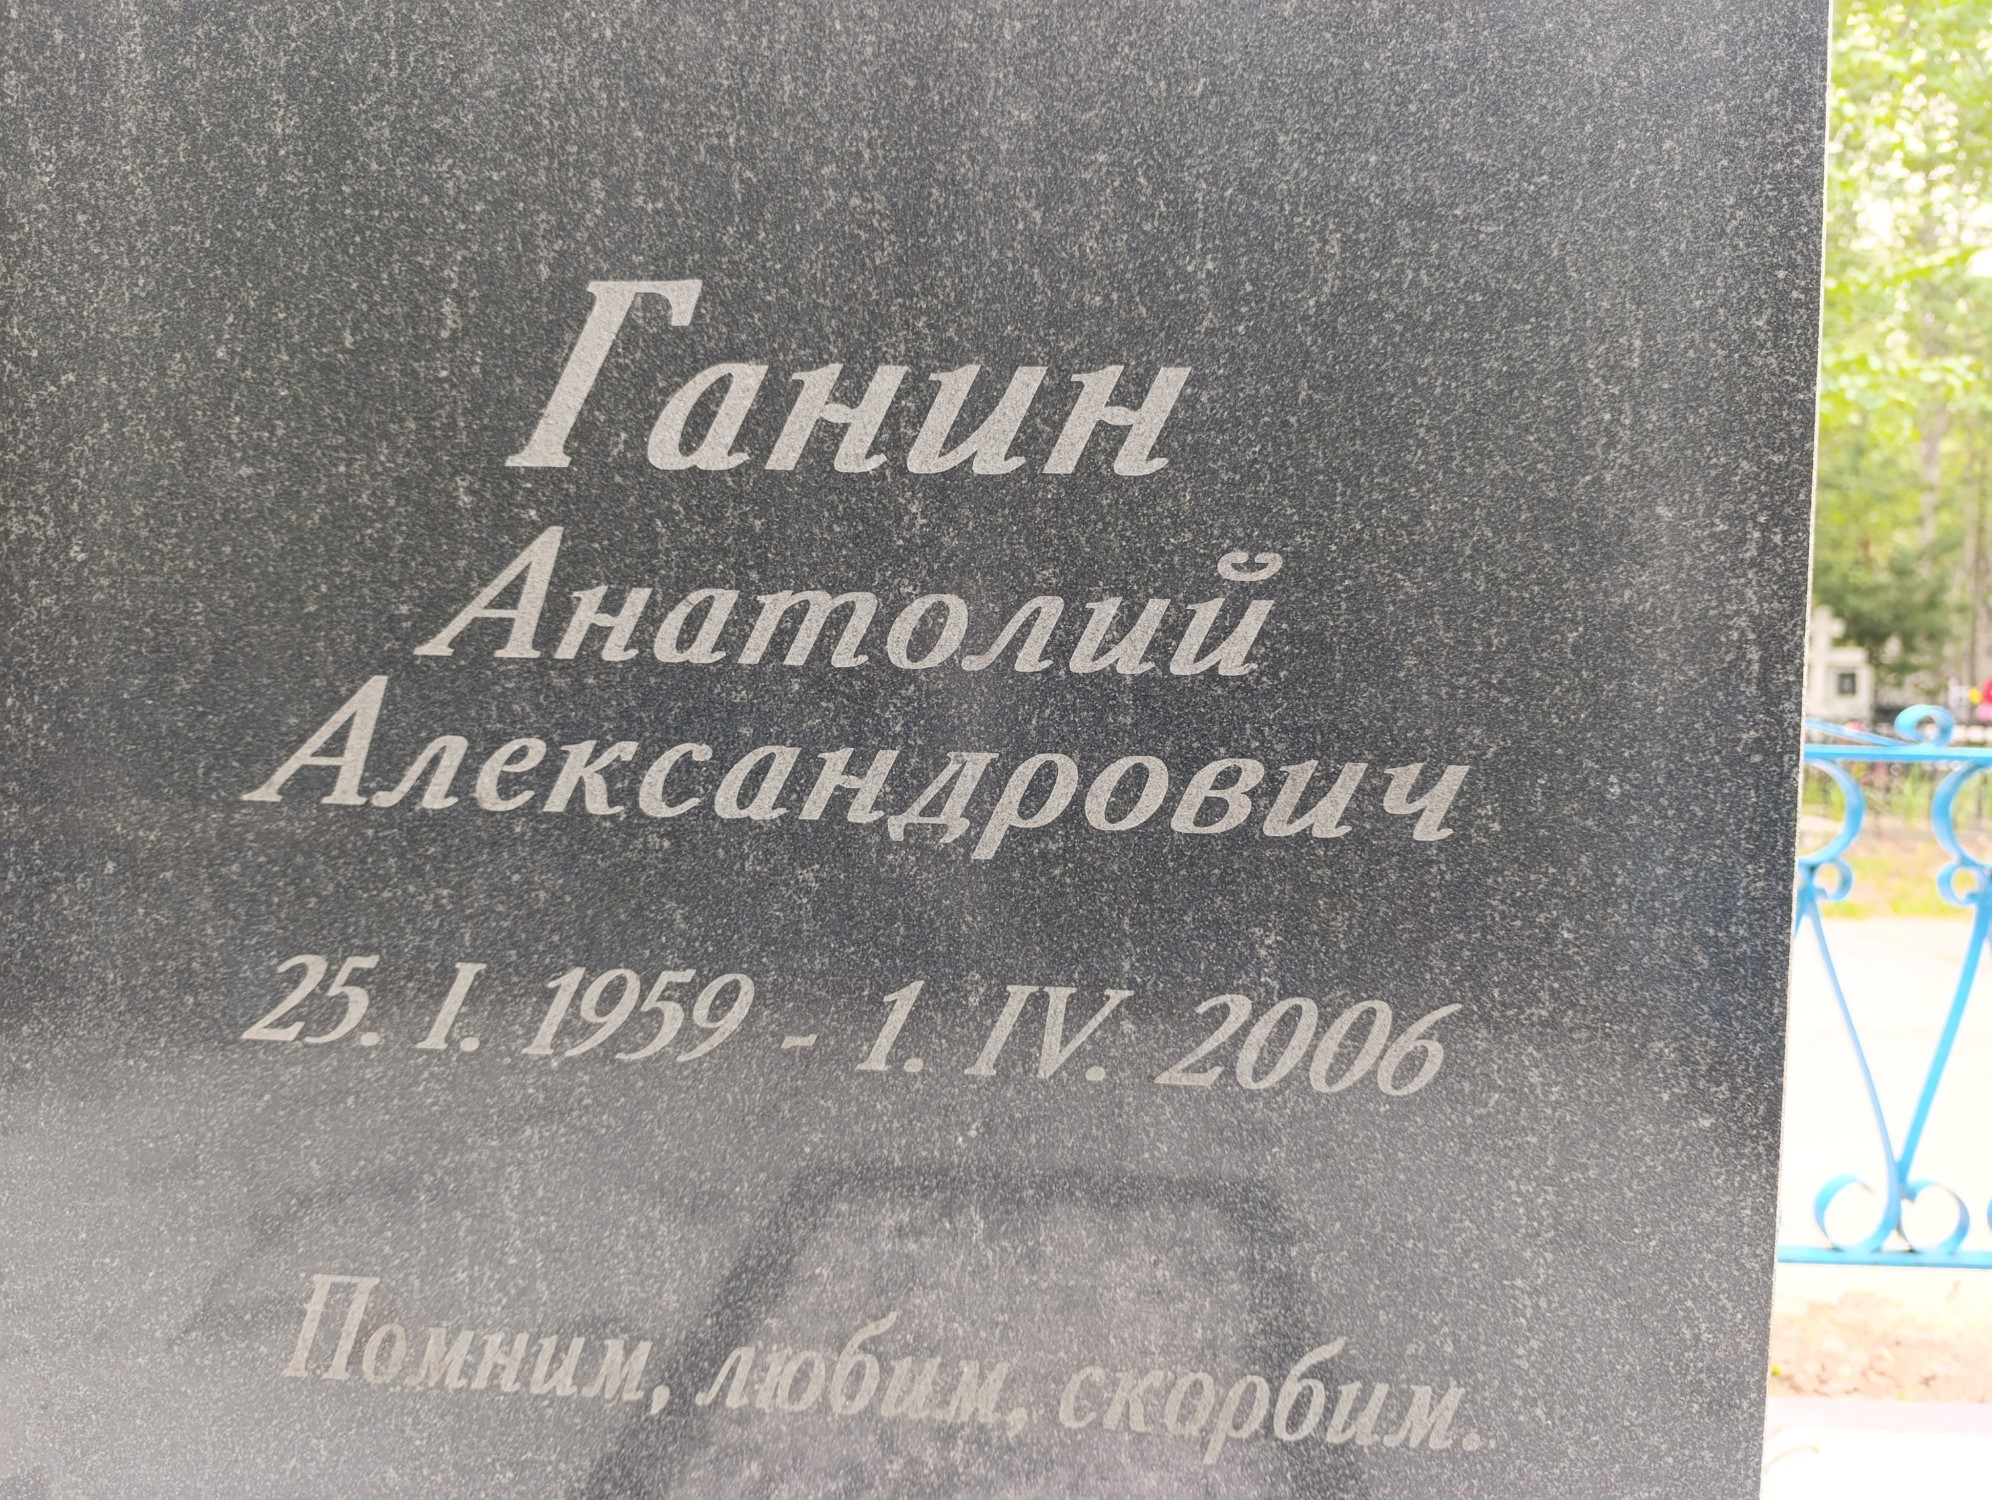 Ганин
Анатолий
Александрович
25. I. 1959 - 1. IV. 2006
Помним, любим, скорбим.